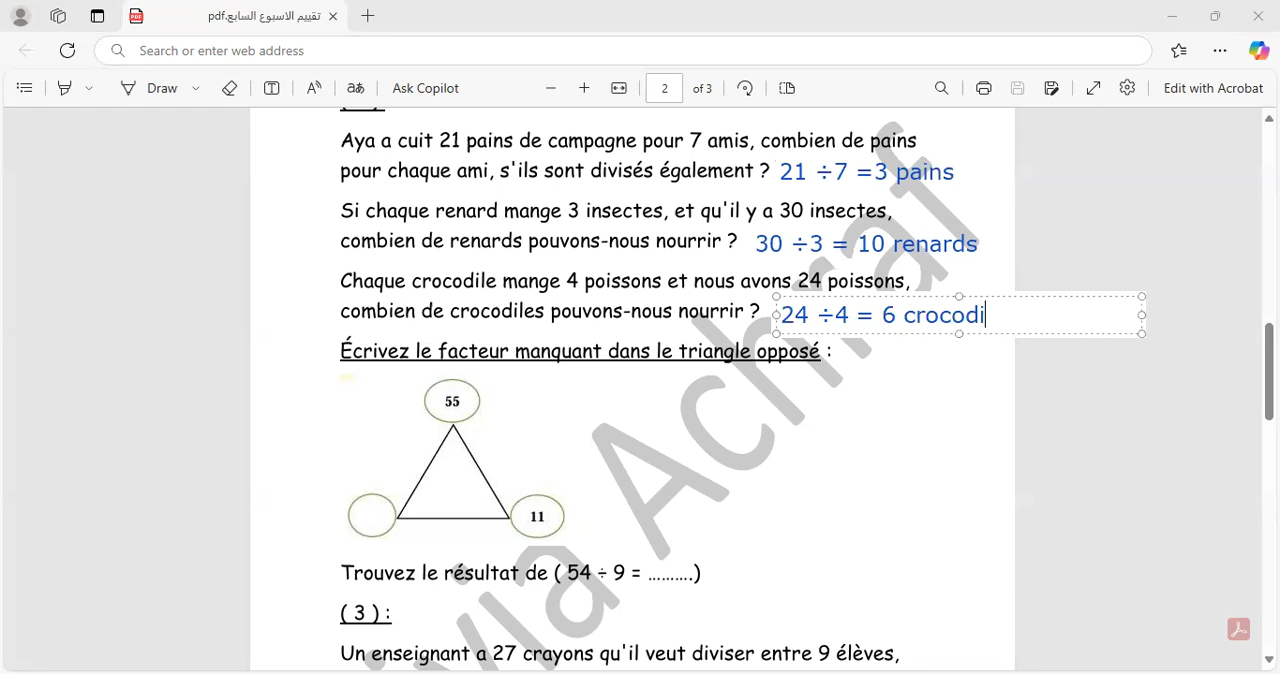 تقييم الاسبوع السابع.pdf
Search or enter web address
Draw
Ask Copilot
2 of 3
Edit with Acrobat
Aya a cuit 21 pains de campagne pour 7 amis, combien de pains
pour chaque ami, s'ils sont divisés également ? 21 ÷7 =3 pains
Si chaque renard mange 3 insectes, et qu'il y a 30 insectes,
combien de renards pouvons-nous nourrir ? 30 ÷3 = 10 renards
Chaque crocodile mange 4 poissons et nous avons 24 poissons,
combien de crocodiles pouvons-nous nourrir ? 24 ÷4 = 6 crocodi
Écrivez le facteur manquant dans le triangle opposé :
55
11
Trouvez le résultat de ( 54 ÷ 9 = ..........)
( 3 ) :
Un enseignant a 27 crayons qu'il veut diviser entre 9 élèves,
via Achraf